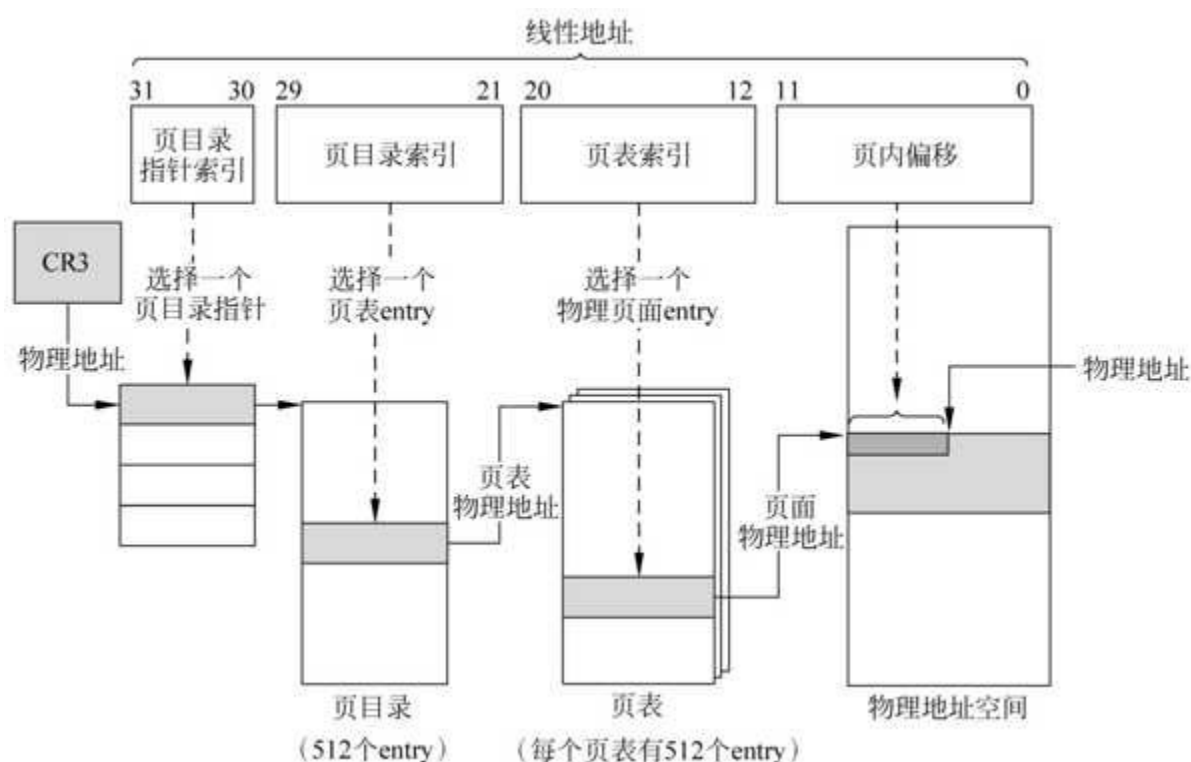 线性地址
31 30 29 21 20 12 11 0
页目录
指针索引
页目录索引
页表索引
页内偏移
CR3
选择一个
页目录指针
选择一个
页表entry
选择一个
物理页面entry
物理地址
物理地址
页表
物理地址
页面
物理地址
页目录
（512个entry）
页表
（每个页表有512个entry）
物理地址空间